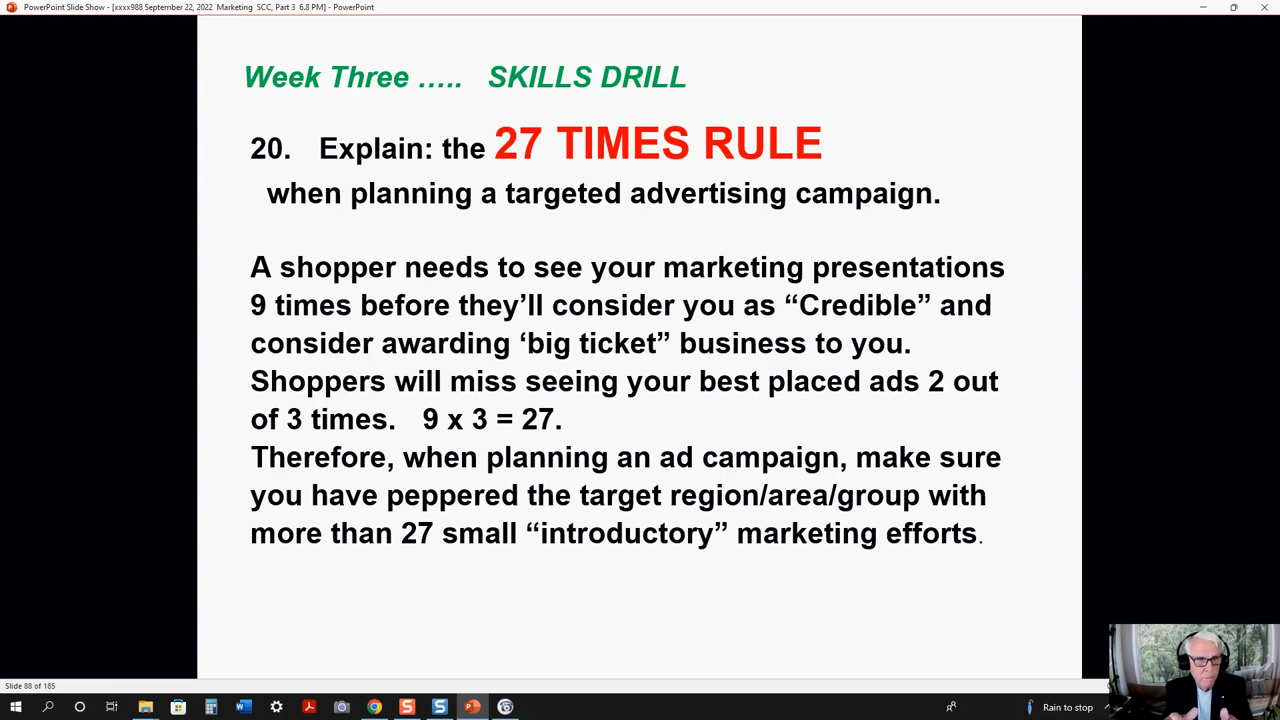 PowerPoint Slide Show - [xxxx988 September 22, 2022 Marketing SCC, Part 3 6.8 PM] - PowerPoint
Week Three ….. SKILLS DRILL
20. Explain: the 27 TIMES RULE
when planning a targeted advertising campaign.
A shopper needs to see your marketing presentations
9 times before they’ll consider you as “Credible” and
consider awarding ‘big ticket” business to you.
Shoppers will miss seeing your best placed ads 2 out
of 3 times. 9 x 3 = 27.
Therefore, when planning an ad campaign, make sure
you have peppered the target region/area/group with
more than 27 small “introductory” marketing efforts.
Slide 88 of 185
Rain to stop